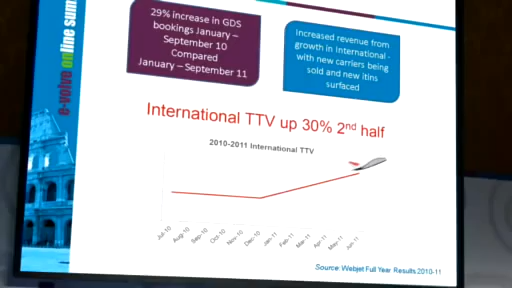 e-volve online sum
29% increase in GDS
bookings January –
September 10
Compared
January – September 11
Increased revenue from
growth in International -
with new carriers being
sold and new itins
surfaced
International TTV up 30% 2nd half
2010-2011 International TTV
Jul-10
Aug-10
Sep-10
Oct-10
Nov-10
Dec-10
Jan-11
Feb-11
Mar-11
Apr-11
May-11
Jun-11
Source: Webjet Full Year Results 2010-11